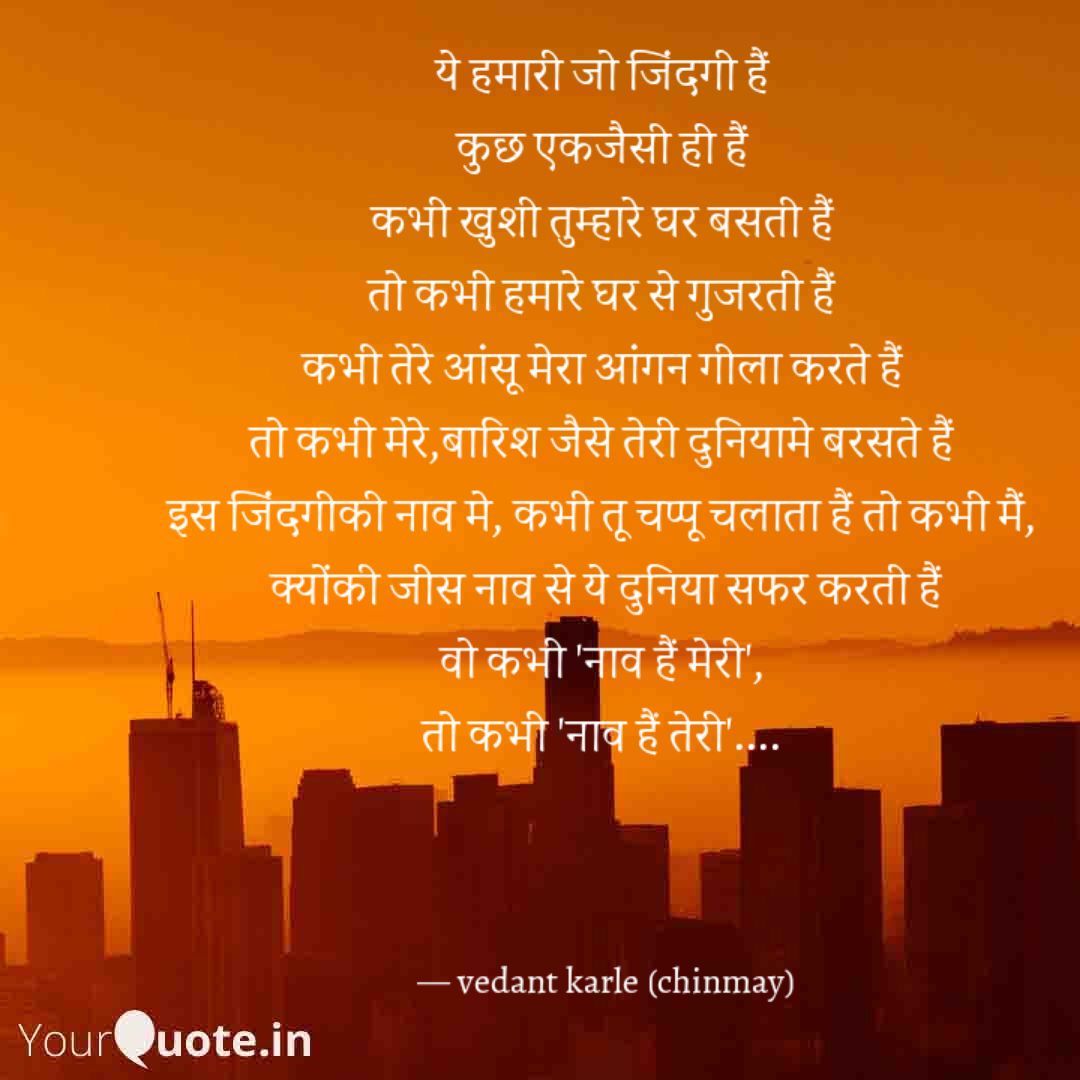 ये हमारी जो जिंदगी हैं
कुछ एकजैसी ही हैं
कभी खुशी तुम्हारे घर बसती हैं
तो कभी हमारे घर से गुजरती हैं
कभी तेरे आंसू मेरा आंगन गीला करते हैं
तो कभी मेरे,बारिश जैसे तेरी दुनियामे बरसते हैं
इस जिंदगीकी नाव मे, कभी तू चप्पू चलाता हैं तो कभी मैं,
क्योंकी जीस नाव से ये दुनिया सफर करती हैं
वो कभी 'नाव हैं मेरी',
तो कभी 'नाव हैं तेरी'....
— vedant karle (chinmay)
YourQuote.in